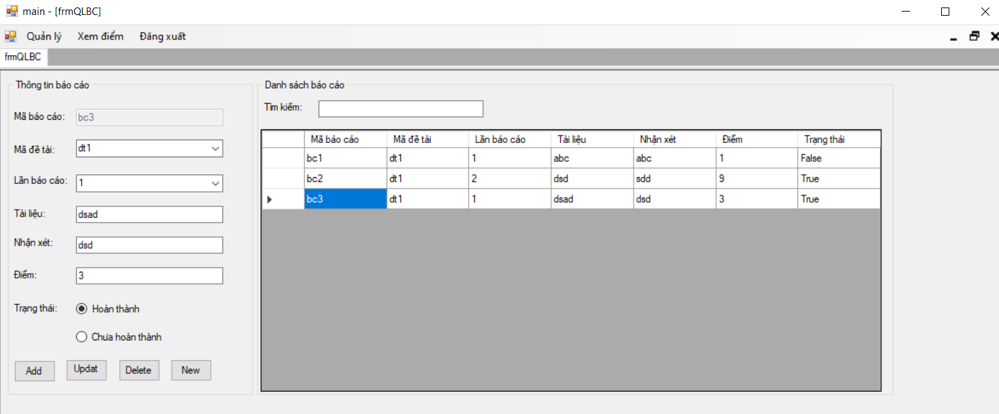 main - [frmQLBC]
Quản lý Xem điểm Đăng xuất
frmQLBC
Thông tin báo cáo
Mã báo cáo: bc3
Mã đề tài: dt1
Lần báo cáo: 1
Tài liệu: dsad
Nhận xét: dsd
Điểm: 3
Trạng thái: Hoàn thành
Chưa hoàn thành
Add Updat Delete New
Danh sách báo cáo
Tìm kiếm:
Mã báo cáo Mã đề tài Lần báo cáo Tài liệu Nhận xét Điểm Trạng thái
bc1 dt1 1 abc abc 1 False
bc2 dt1 2 dsd sdd 9 True
bc3 dt1 1 dsad dsd 3 True